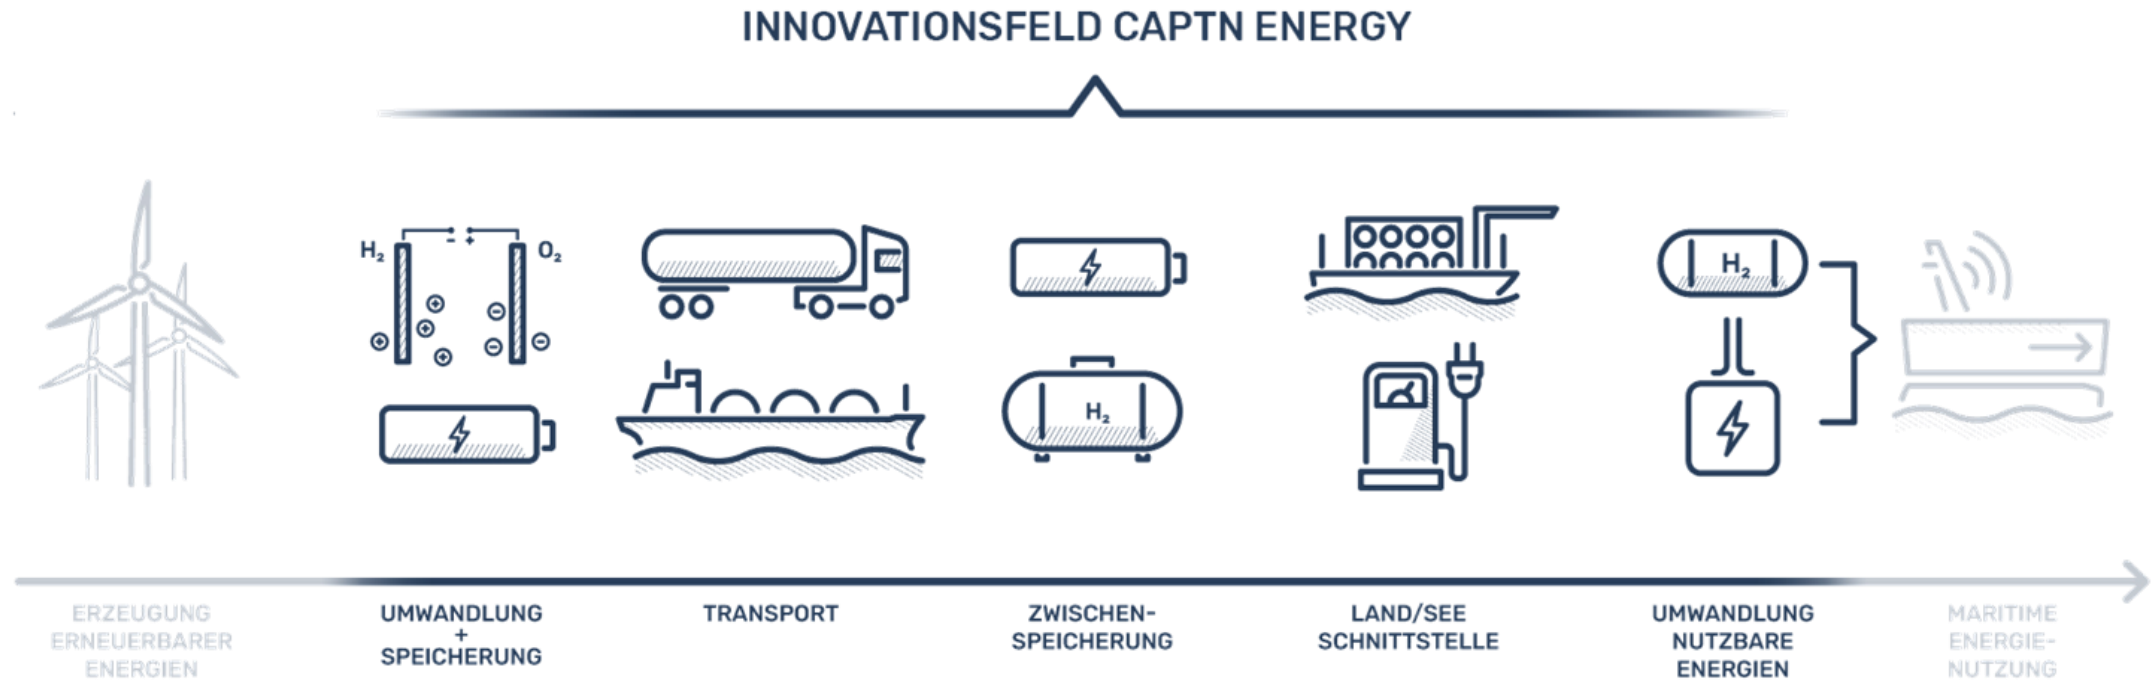 INNOVATIONSFELD CAPTN ENERGY
H₂
- +
O₂
H₂
H₂
ERZEUGUNG
ERNEUERBARER
ENERGIEN
UMWANDLUNG
+
SPEICHERUNG
TRANSPORT
ZWISCHEN-
SPEICHERUNG
LAND/SEE
SCHNITTSTELLE
UMWANDLUNG
NUTZBARE
ENERGIEN
MARITIME
ENERGIE-
NUTZUNG